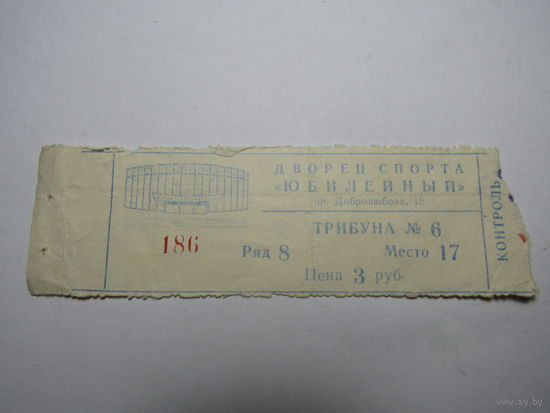 ДВОРЕЦ СПОРТА
«ЮБИЛЕЙНЫЙ»
пр. Добролюбова, 18
ТРИБУНА № 6
186
Ряд 8 Место 17
Цена 3 руб.
КОНТРОЛЬ
www.ay.by